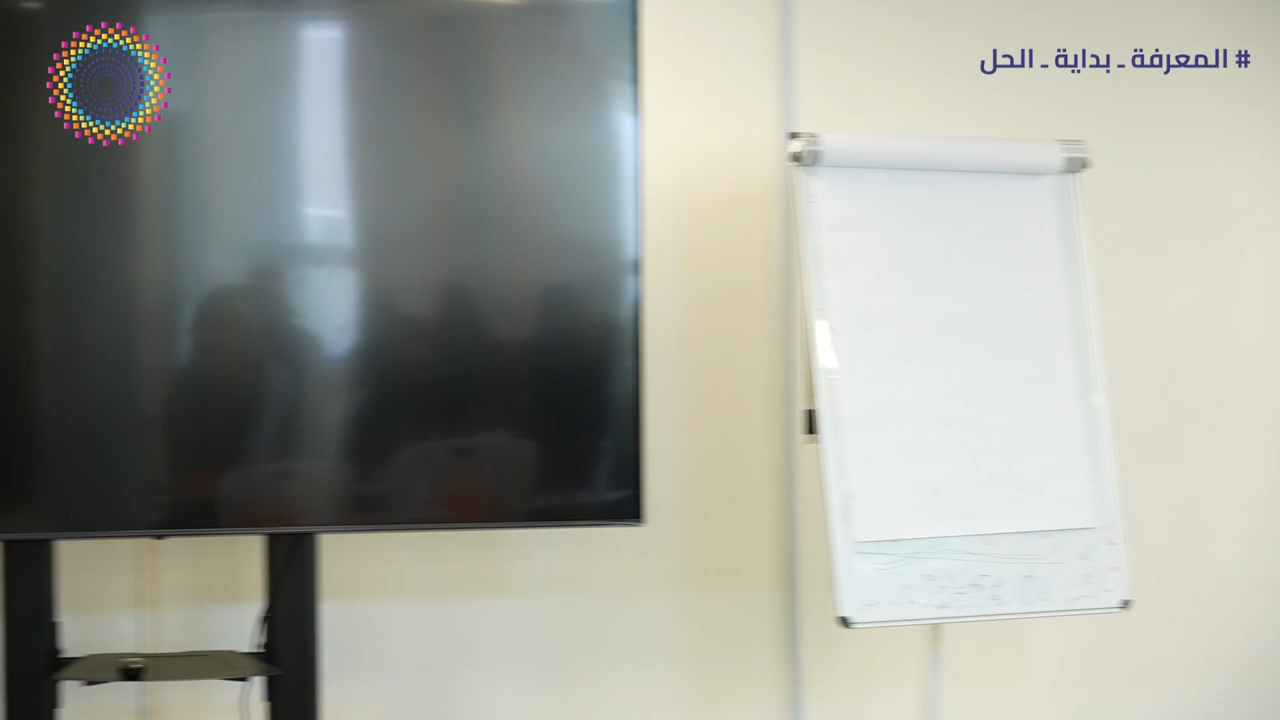 # المعرفة ـ بداية ـ الحل